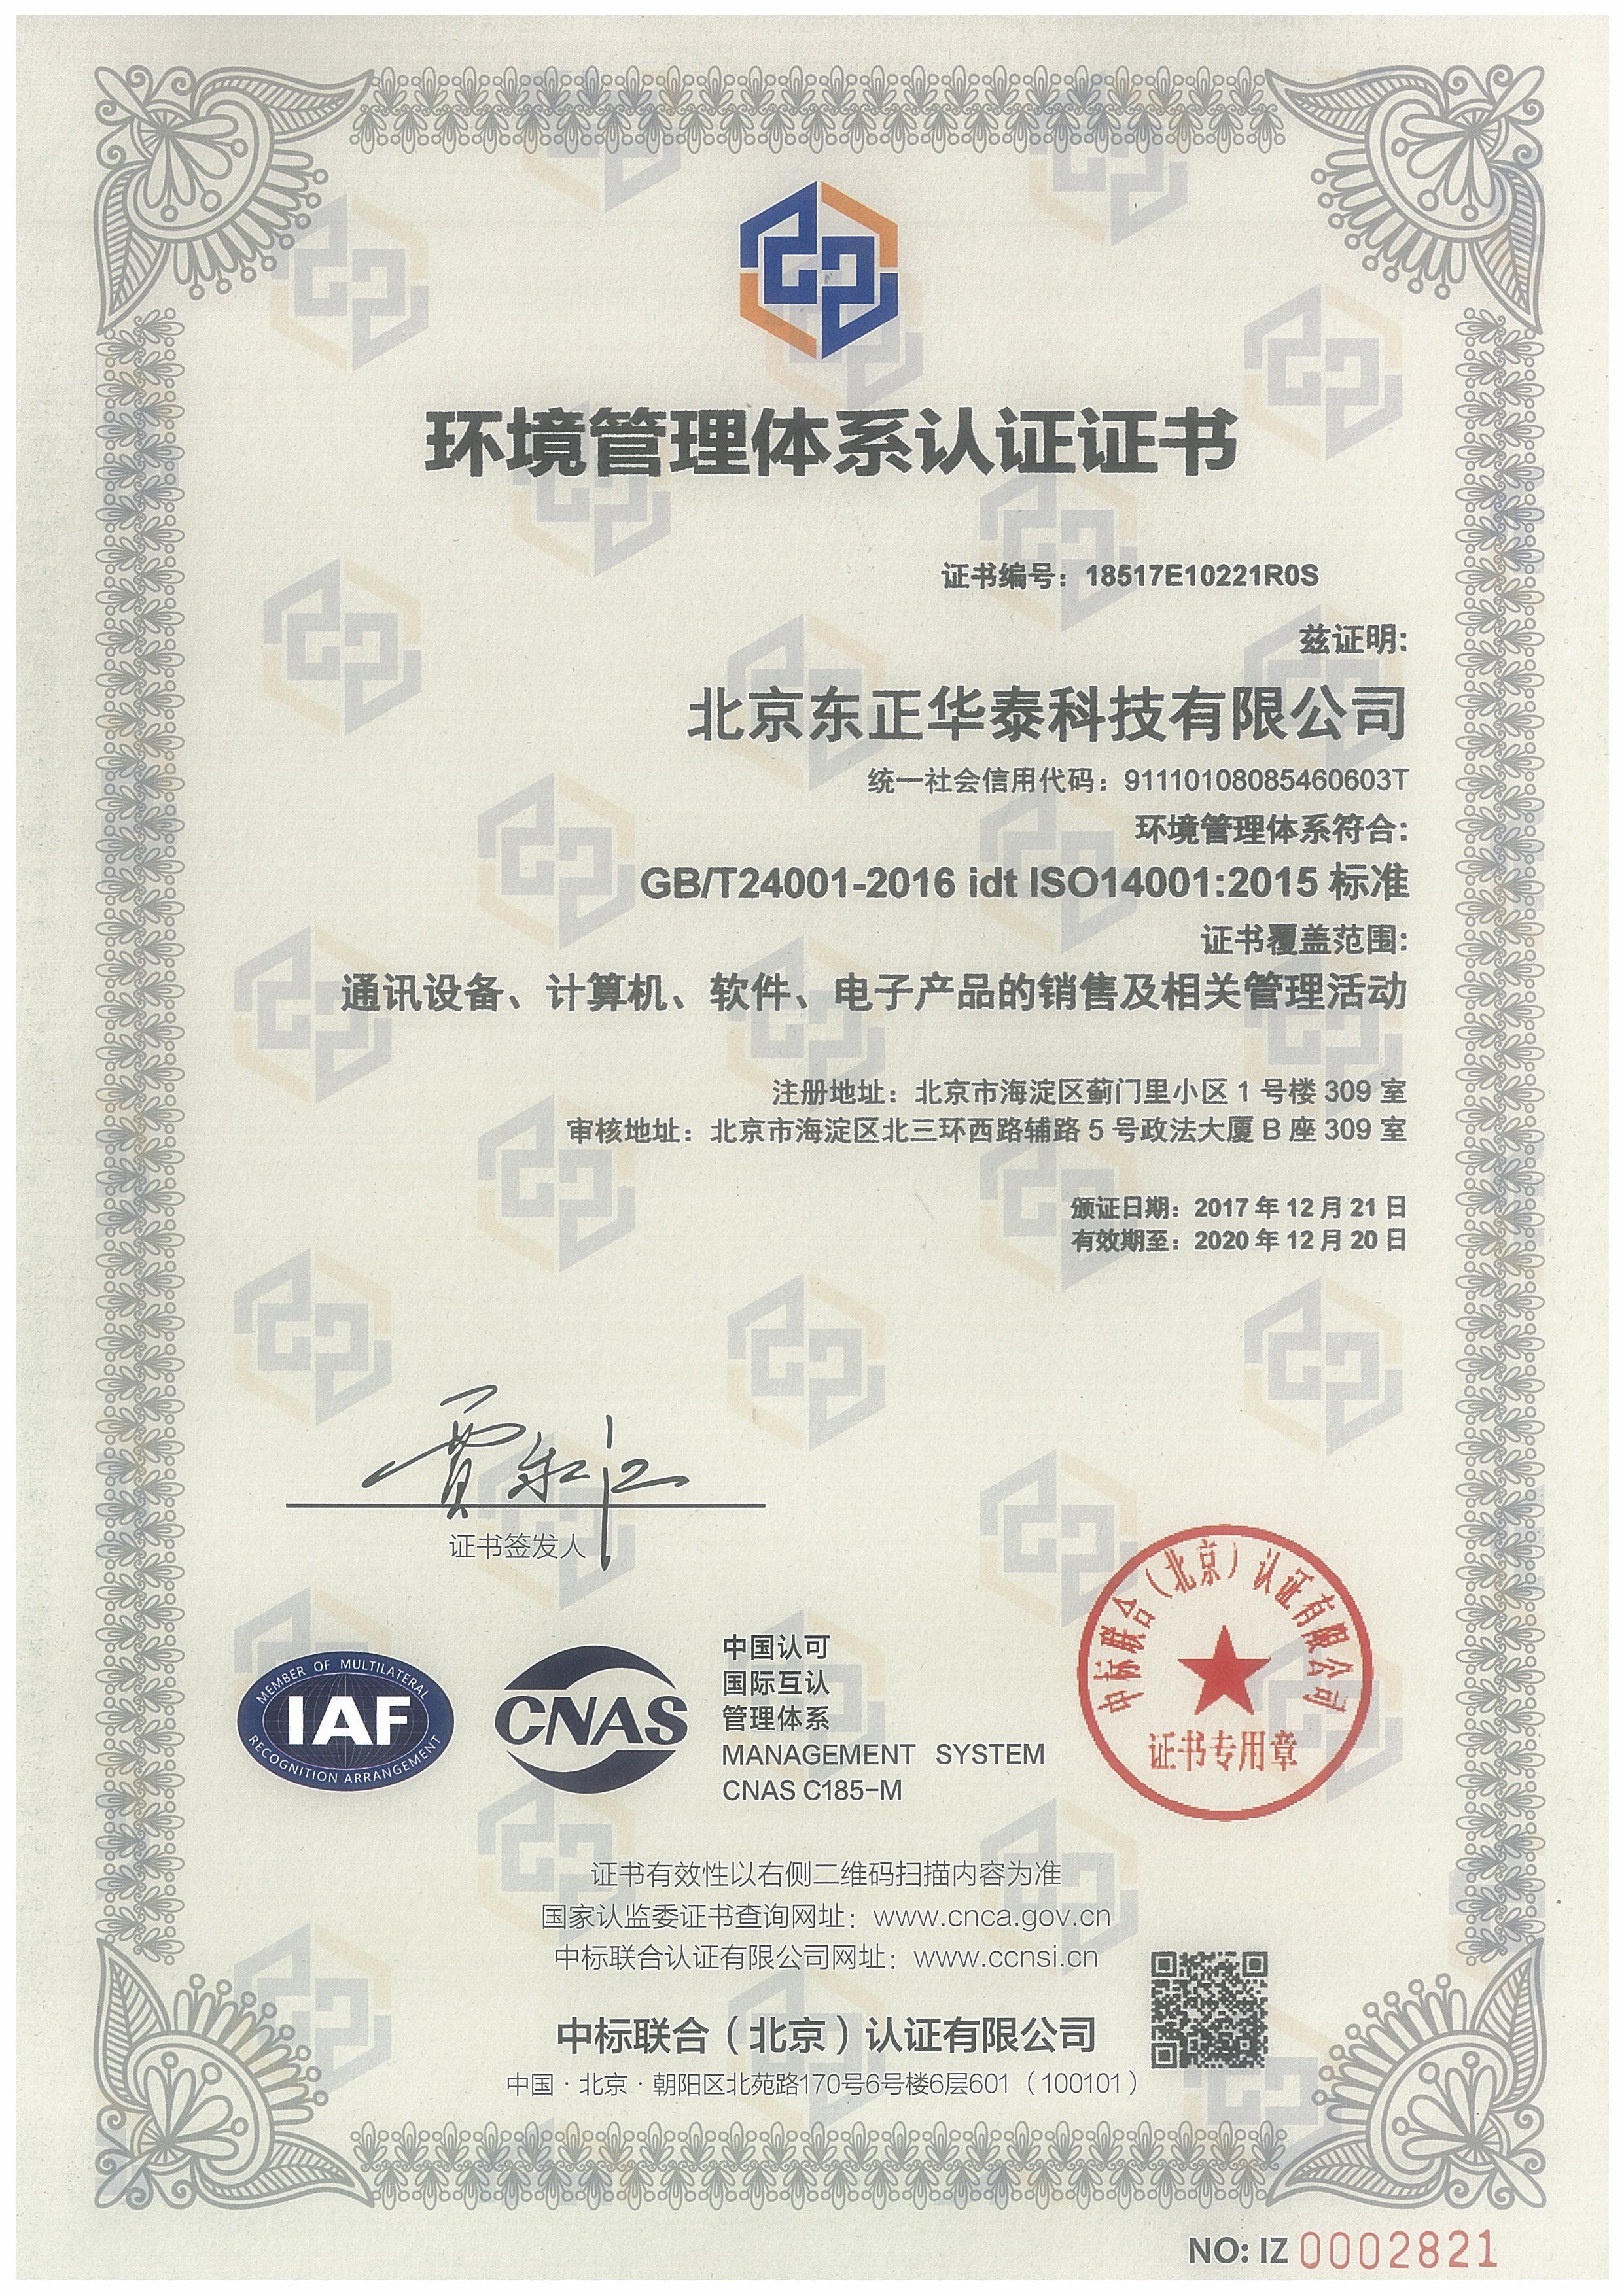 环境管理体系认证证书
证书编号：18517E10221R0S
兹证明:
北京东正华泰科技有限公司
统一社会信用代码：91110108085460603T
环境管理体系符合:
GB/T24001-2016 idt ISO14001:2015 标准
证书覆盖范围:
通讯设备、计算机、软件、电子产品的销售及相关管理活动
注册地址：北京市海淀区蓟门里小区 1 号楼 309 室
审核地址：北京市海淀区北三环西路辅路 5 号政法大厦 B 座 309 室
颁证日期：2017 年 12 月 21 日
有效期至：2020 年 12 月 20 日
证书签发人
MEMBER OF MULTILATERAL
IAF
RECOGNITION ARRANGEMENT
CNAS
中国认可
国际互认
管理体系
MANAGEMENT SYSTEM
CNAS C185-M
中标联合（北京）认证有限公司
证书专用章
证书有效性以右侧二维码扫描内容为准
国家认监委证书查询网址：www.cnca.gov.cn
中标联合认证有限公司网址：www.ccnsi.cn
中标联合（北京）认证有限公司
中国·北京·朝阳区北苑路170号6号楼6层601（100101）
NO: IZ 0002821